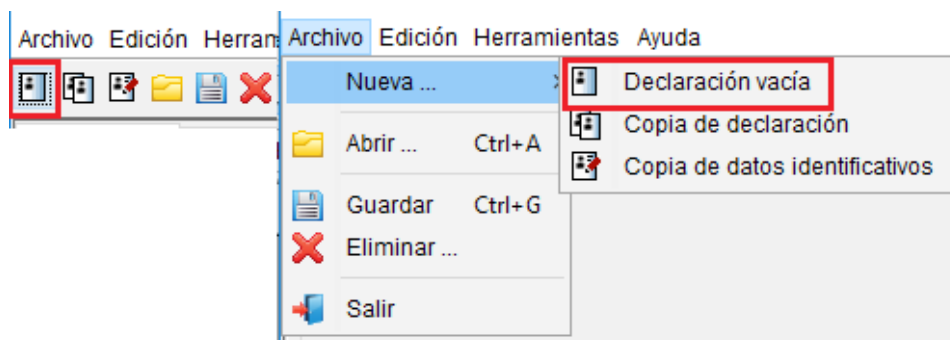 Archivo Edición Herram
Archivo Edición Herramientas Ayuda
Nueva ...
Declaración vacía
Copia de declaración
Copia de datos identificativos
Abrir ... Ctrl+A
Guardar Ctrl+G
Eliminar ...
Salir